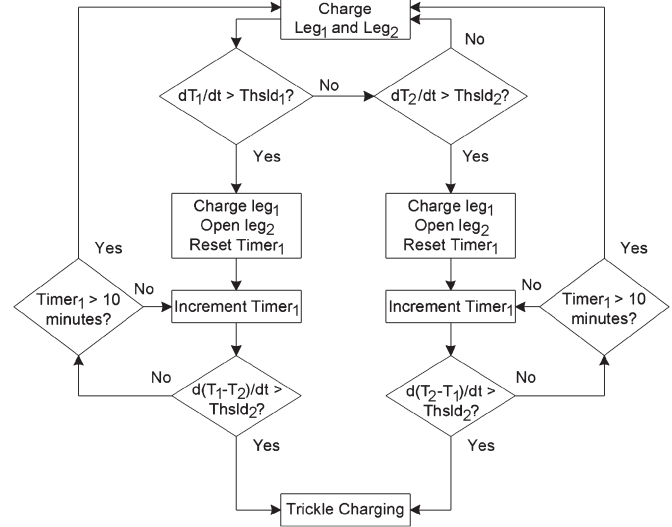 Charge
Leg₁ and Leg₂
No
dT₁/dt > Thsld₁?
No
dT₂/dt > Thsld₂?
Yes
Yes
Charge leg₁
Open leg₂
Reset Timer₁
Charge leg₁
Open leg₂
Reset Timer₁
Yes
Yes
Timer₁ > 10
minutes?
No
Increment Timer₁
Increment Timer₁
No
Timer₁ > 10
minutes?
No
d(T₁-T₂)/dt >
Thsld₂?
d(T₂-T₁)/dt >
Thsld₂?
No
Yes
Yes
Trickle Charging